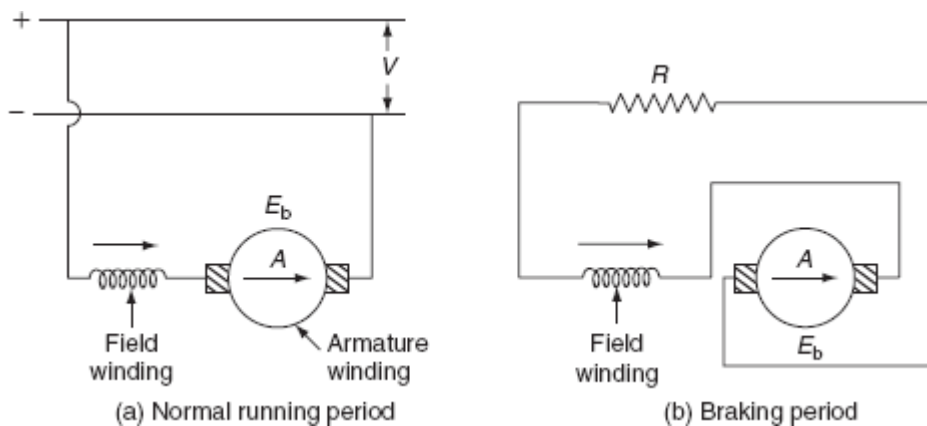 +
V
−
E_b
A
Field
winding
Armature
winding
(a) Normal running period
R
A
E_b
Field
winding
(b) Braking period